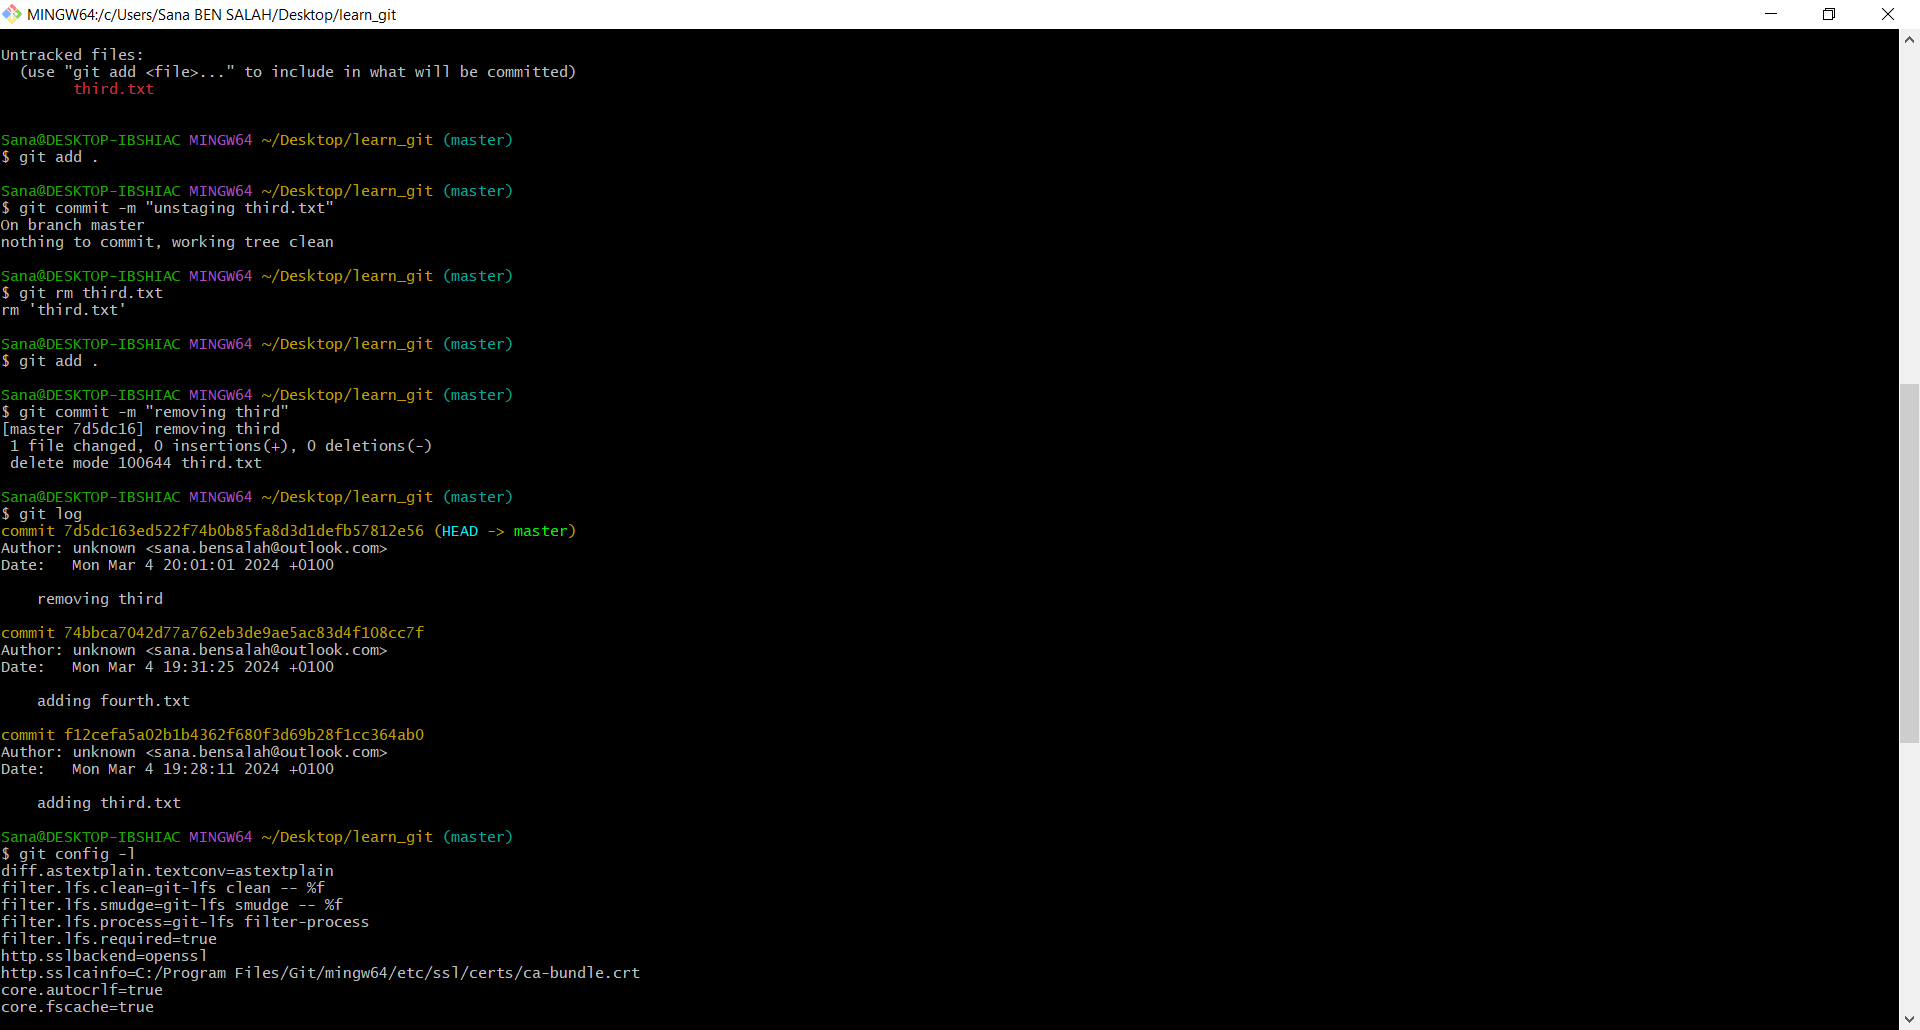 MINGW64:/c/Users/Sana BEN SALAH/Desktop/learn_git
Untracked files:
  (use "git add <file>..." to include in what will be committed)
        third.txt
Sana@DESKTOP-IBSHIAC MINGW64 ~/Desktop/learn_git (master)
$ git add .
Sana@DESKTOP-IBSHIAC MINGW64 ~/Desktop/learn_git (master)
$ git commit -m "unstaging third.txt"
On branch master
nothing to commit, working tree clean
Sana@DESKTOP-IBSHIAC MINGW64 ~/Desktop/learn_git (master)
$ git rm third.txt
rm 'third.txt'
Sana@DESKTOP-IBSHIAC MINGW64 ~/Desktop/learn_git (master)
$ git add .
Sana@DESKTOP-IBSHIAC MINGW64 ~/Desktop/learn_git (master)
$ git commit -m "removing third"
[master 7d5dc16] removing third
 1 file changed, 0 insertions(+), 0 deletions(-)
 delete mode 100644 third.txt
Sana@DESKTOP-IBSHIAC MINGW64 ~/Desktop/learn_git (master)
$ git log
commit 7d5dc163ed522f74b0b85fa8d3d1defb57812e56 (HEAD -> master)
Author: unknown <sana.bensalah@outlook.com>
Date:   Mon Mar 4 20:01:01 2024 +0100
    removing third
commit 74bbca7042d77a762eb3de9ae5ac83d4f108cc7f
Author: unknown <sana.bensalah@outlook.com>
Date:   Mon Mar 4 19:31:25 2024 +0100
    adding fourth.txt
commit f12cefa5a02b1b4362f680f3d69b28f1cc364ab0
Author: unknown <sana.bensalah@outlook.com>
Date:   Mon Mar 4 19:28:11 2024 +0100
    adding third.txt
Sana@DESKTOP-IBSHIAC MINGW64 ~/Desktop/learn_git (master)
$ git config -l
diff.astextplain.textconv=astextplain
filter.lfs.clean=git-lfs clean -- %f
filter.lfs.smudge=git-lfs smudge -- %f
filter.lfs.process=git-lfs filter-process
filter.lfs.required=true
http.sslbackend=openssl
http.sslcainfo=C:/Program Files/Git/mingw64/etc/ssl/certs/ca-bundle.crt
core.autocrlf=true
core.fscache=true